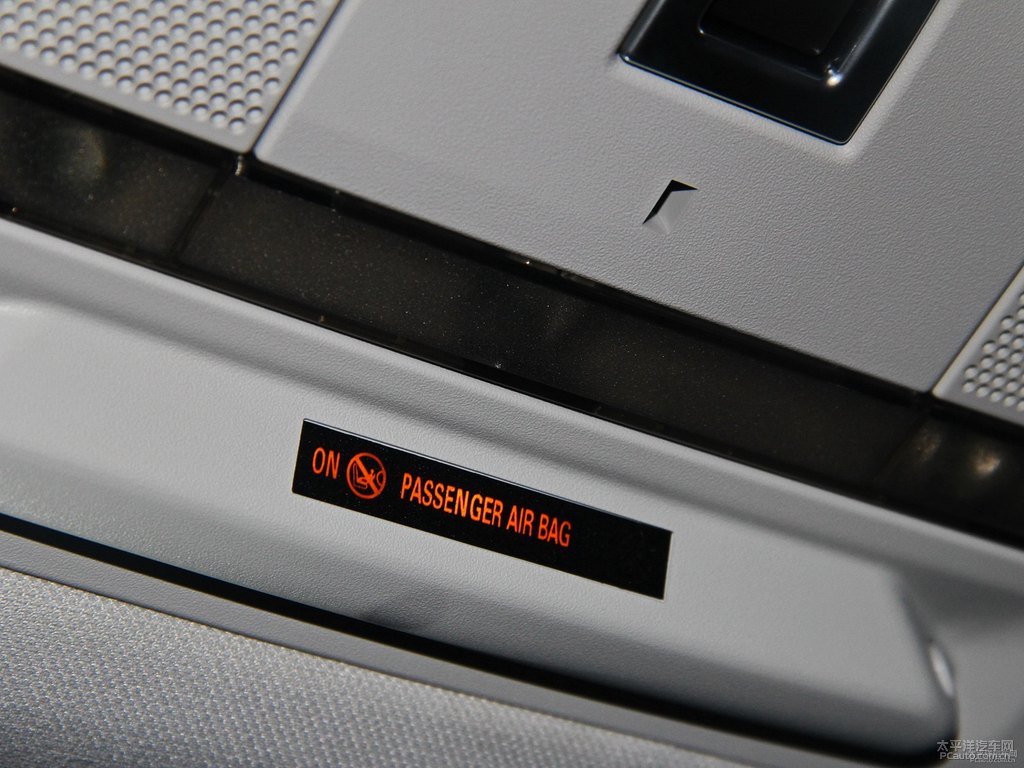 ON PASSENGER AIR BAG
太平洋汽车网
PCauto.com.cn